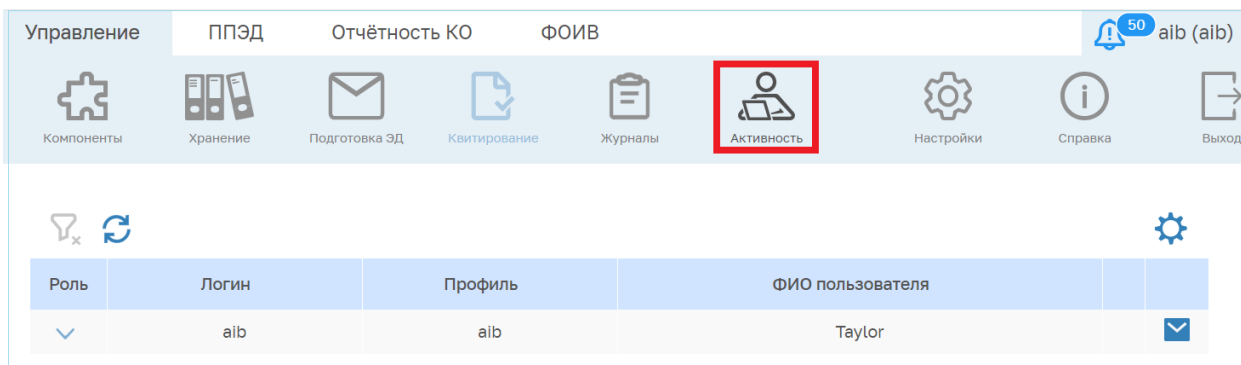 Управление ППЭД Отчётность КО ФОИВ 50 aib (aib)
Компоненты Хранение Подготовка ЭД Квитирование Журналы Активность Настройки Справка Выход
Роль Логин Профиль ФИО пользователя
aib aib Taylor